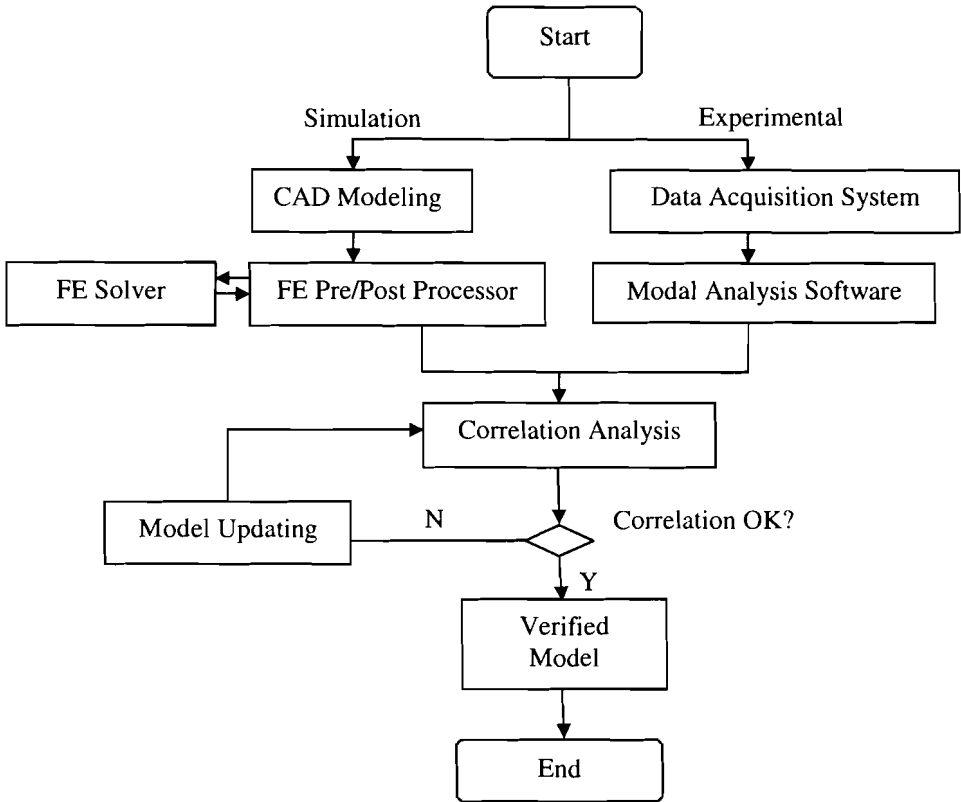 Start
Simulation
Experimental
CAD Modeling
Data Acquisition System
FE Solver
FE Pre/Post Processor
Modal Analysis Software
Correlation Analysis
Model Updating
N
Correlation OK?
Y
Verified
Model
End